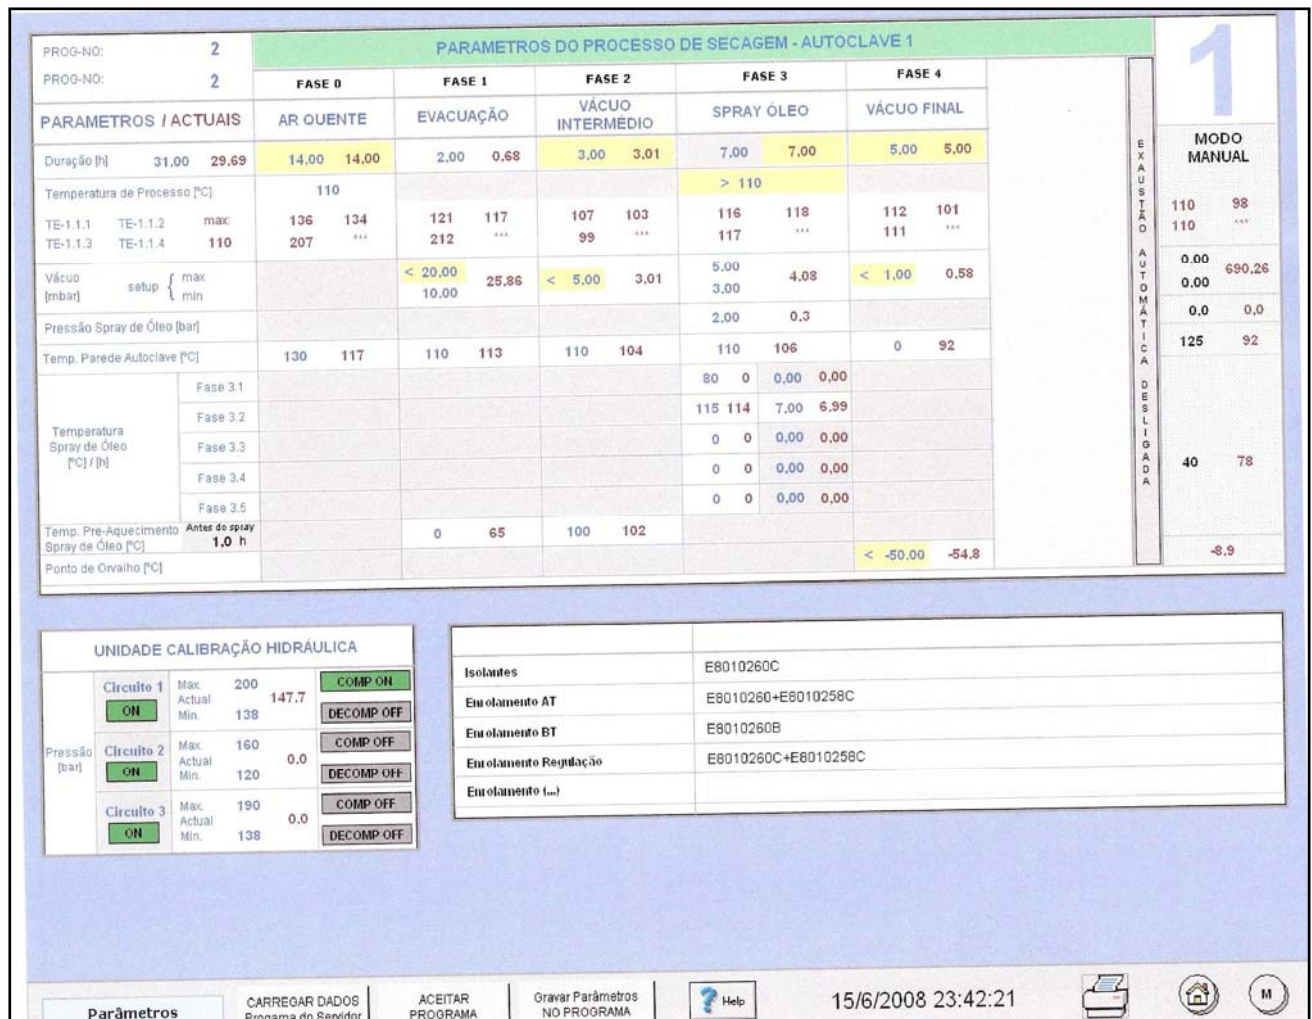 PROG-NO: 2 PARAMETROS DO PROCESSO DE SECAGEM - AUTOCLAVE 1 1
PROG-NO: 2 FASE 0 FASE 1 FASE 2 FASE 3 FASE 4
PARAMETROS / ACTUAIS AR QUENTE EVACUAÇÃO VÁCUO INTERMÉDIO SPRAY ÓLEO VÁCUO FINAL
MODO MANUAL
EXAUSTÃO AUTOMÁTICA DESLIGADA
Duração [h] 31,00 29,69 14,00 14,00 2,00 0,68 3,00 3,01 7,00 7,00 5,00 5,00
Temperatura de Processo [ºC] 110 > 110
TE-1.1.1 TE-1.1.2 max 136 134 121 117 107 103 116 118 112 101 110 98
TE-1.1.3 TE-1.1.4 110 207 *** 212 *** 99 *** 117 *** 111 *** 110 ***
Vácuo setup { max < 20,00 25,86 < 5,00 3,01 5,00 4,08 < 1,00 0,58 0.00 690,26
[mbar] min 10,00 3,00 0.00
Pressão Spray de Óleo [bar] 2,00 0,3 0,0 0,0
Temp. Parede Autoclave [ºC] 130 117 110 113 110 104 110 106 0 92 125 92
Temperatura
Spray de Óleo
[ºC] / [h]
Fase 3.1 80 0 0,00 0,00
Fase 3.2 115 114 7,00 6,99
Fase 3.3 0 0 0,00 0,00
Fase 3.4 0 0 0,00 0,00 40 78
Fase 3.5 0 0 0,00 0,00
Temp. Pre-Aquecimento Antes do spray 0 65 100 102
Spray de Óleo [ºC] 1,0 h
Ponto de Orvalho [ºC] < -50,00 -54,8 -8,9
UNIDADE CALIBRAÇÃO HIDRÁULICA
Pressão
[bar]
Circuito 1 Max. 200 COMP ON
ON Actual 147.7
Min. 138 DECOMP OFF
Circuito 2 Max. 160 COMP OFF
ON Actual 0.0
Min. 120 DECOMP OFF
Circuito 3 Max. 190 COMP OFF
ON Actual 0.0
Min. 138 DECOMP OFF
Isolantes E8010260C
Enrolamento AT E8010260+E8010258C
Enrolamento BT E8010260B
Enrolamento Regulação E8010260C+E8010258C
Enrolamento (...)
Parâmetros
CARREGAR DADOS
Progama do Servidor
ACEITAR
PROGRAMA
Gravar Parâmetros
NO PROGRAMA
? Help
15/6/2008 23:42:21
M